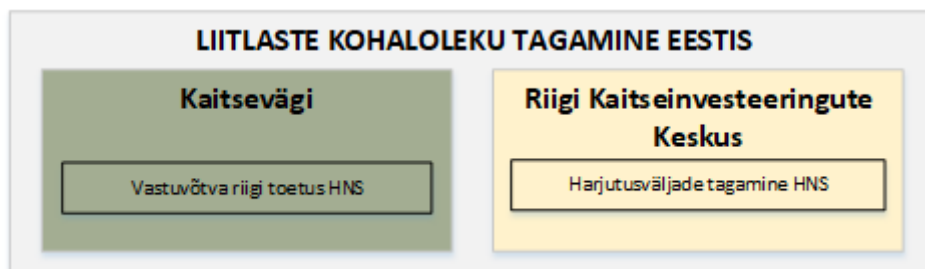 LIITLASTE KOHALOLEKU TAGAMINE EESTIS
Kaitsevägi
Vastuvõtva riigi toetus HNS
Riigi Kaitseinvesteeringute
Keskus
Harjutusväljade tagamine HNS